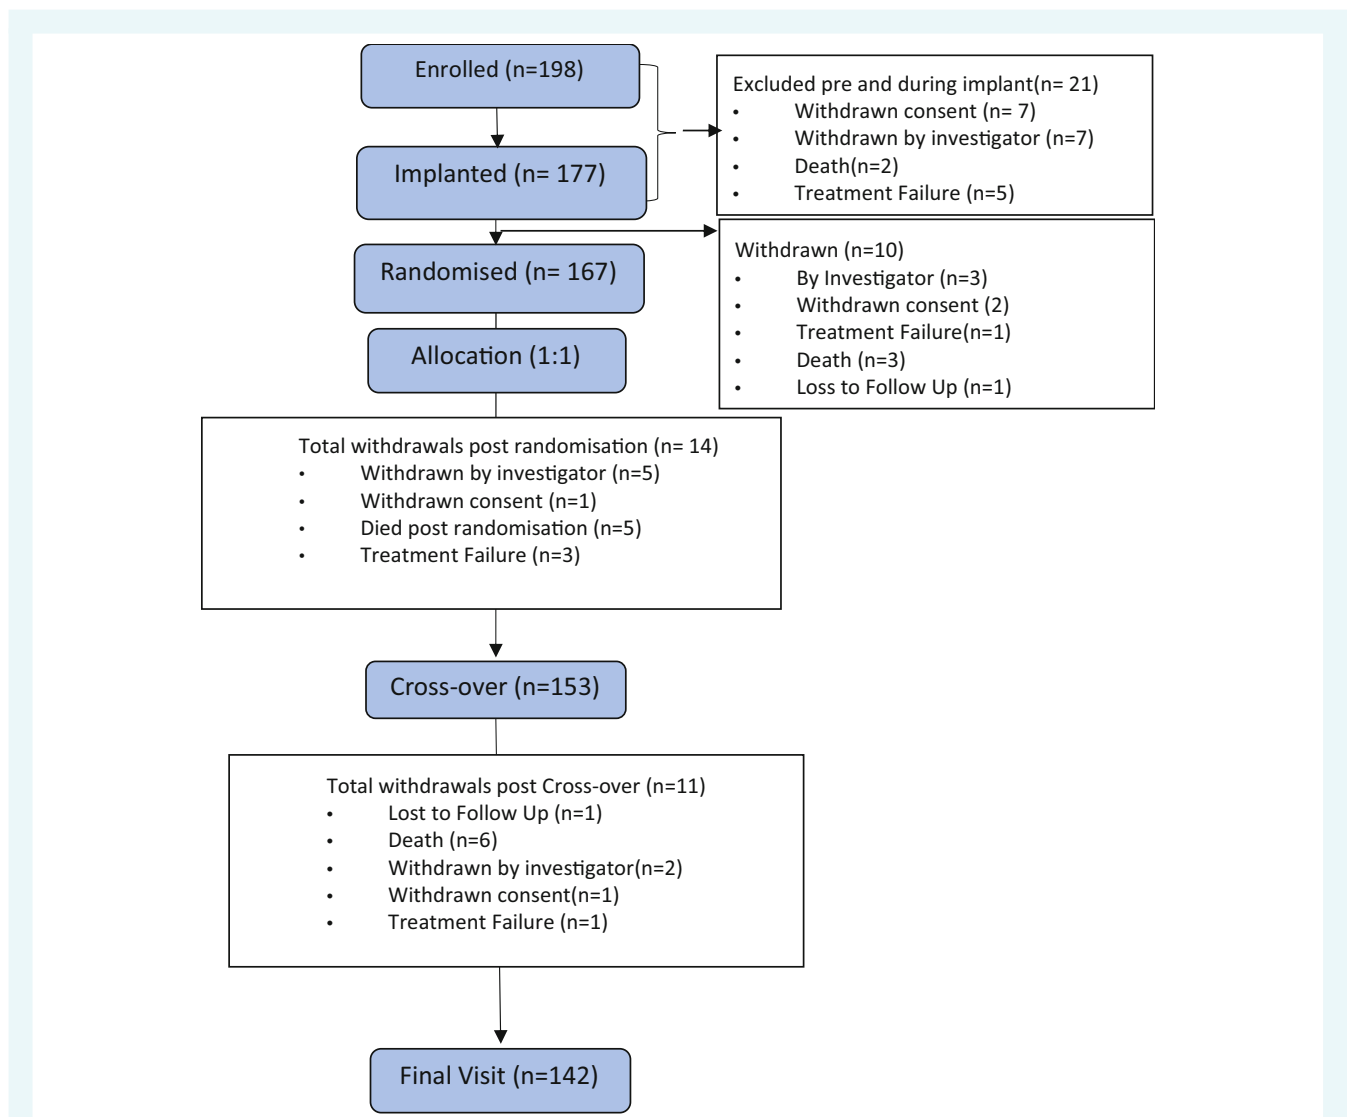 Enrolled (n=198)
Excluded pre and during implant(n= 21)
• Withdrawn consent (n= 7)
• Withdrawn by investigator (n=7)
• Death(n=2)
• Treatment Failure (n=5)
Implanted (n= 177)
Withdrawn (n=10)
• By Investigator (n=3)
• Withdrawn consent (2)
• Treatment Failure(n=1)
• Death (n=3)
• Loss to Follow Up (n=1)
Randomised (n= 167)
Allocation (1:1)
Total withdrawals post randomisation (n= 14)
• Withdrawn by investigator (n=5)
• Withdrawn consent (n=1)
• Died post randomisation (n=5)
• Treatment Failure (n=3)
Cross-over (n=153)
Total withdrawals post Cross-over (n=11)
• Lost to Follow Up (n=1)
• Death (n=6)
• Withdrawn by investigator(n=2)
• Withdrawn consent(n=1)
• Treatment Failure (n=1)
Final Visit (n=142)